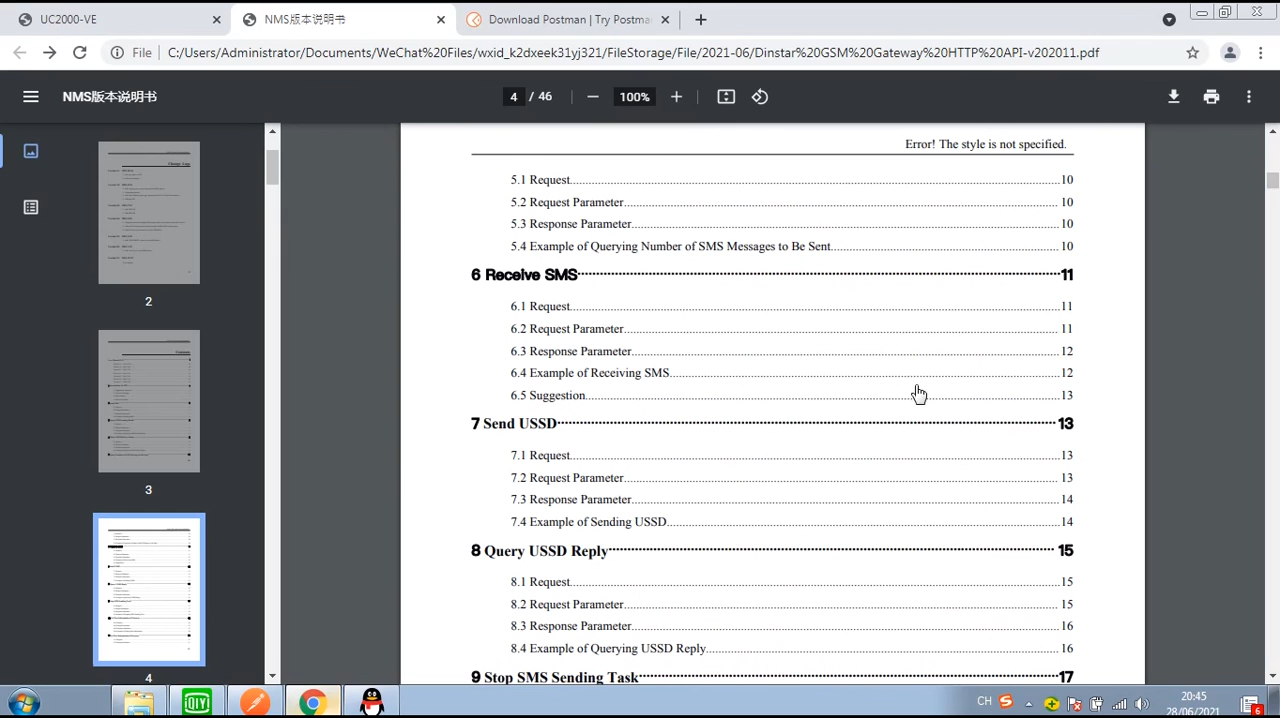 UC2000-VE
NMS版本说明书
Download Postman | Try Postma
File C:/Users/Administrator/Documents/WeChat%20Files/wxid_k2dxeek31yj321/FileStorage/File/2021-06/Dinstar%20GSM%20Gateway%20HTTP%20API-v202011.pdf
NMS版本说明书
4 / 46
100%
Error! The style is not specified.
5.1 Request 10
5.2 Request Parameter 10
5.3 Response Parameter 10
5.4 Example of Querying Number of SMS Messages to Be Sent 10
6 Receive SMS 11
6.1 Request 11
6.2 Request Parameter 11
6.3 Response Parameter 12
6.4 Example of Receiving SMS 12
6.5 Suggestion 13
7 Send USSD 13
7.1 Request 13
7.2 Request Parameter 13
7.3 Response Parameter 14
7.4 Example of Sending USSD 14
8 Query USSD Reply 15
8.1 Request 15
8.2 Request Parameter 15
8.3 Response Parameter 16
8.4 Example of Querying USSD Reply 16
9 Stop SMS Sending Task 17
2
3
4
QIYI
CH
20:45
28/06/2021
6